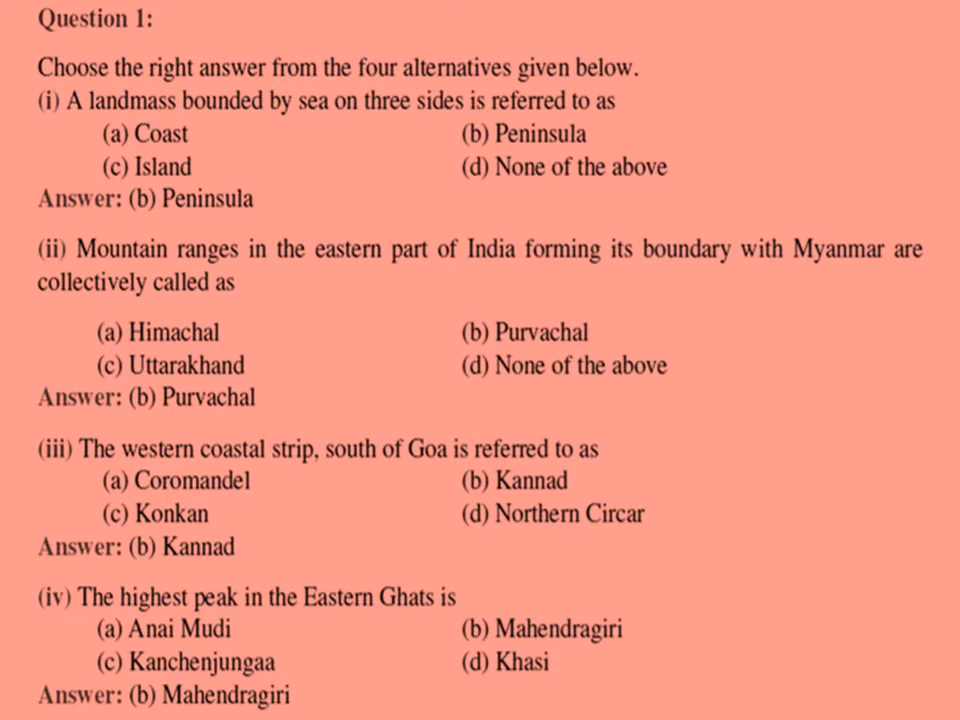 Question 1:
Choose the right answer from the four alternatives given below.
(i) A landmass bounded by sea on three sides is referred to as
(a) Coast (b) Peninsula
(c) Island (d) None of the above
Answer: (b) Peninsula
(ii) Mountain ranges in the eastern part of India forming its boundary with Myanmar are
collectively called as
(a) Himachal (b) Purvachal
(c) Uttarakhand (d) None of the above
Answer: (b) Purvachal
(iii) The western coastal strip, south of Goa is referred to as
(a) Coromandel (b) Kannad
(c) Konkan (d) Northern Circar
Answer: (b) Kannad
(iv) The highest peak in the Eastern Ghats is
(a) Anai Mudi (b) Mahendragiri
(c) Kanchenjungaa (d) Khasi
Answer: (b) Mahendragiri